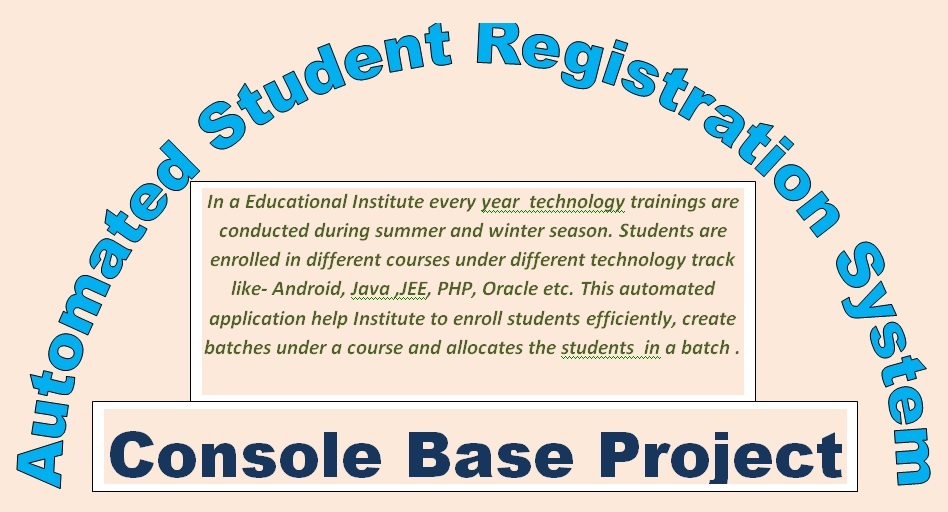 Automated Student Registration System
In a Educational Institute every year  technology trainings are
conducted during summer and winter season. Students are
enrolled in different courses under different technology track
like- Android, Java ,JEE, PHP, Oracle etc. This automated
application help Institute to enroll students efficiently, create
batches under a course and allocates the students  in a batch .
Console Base Project